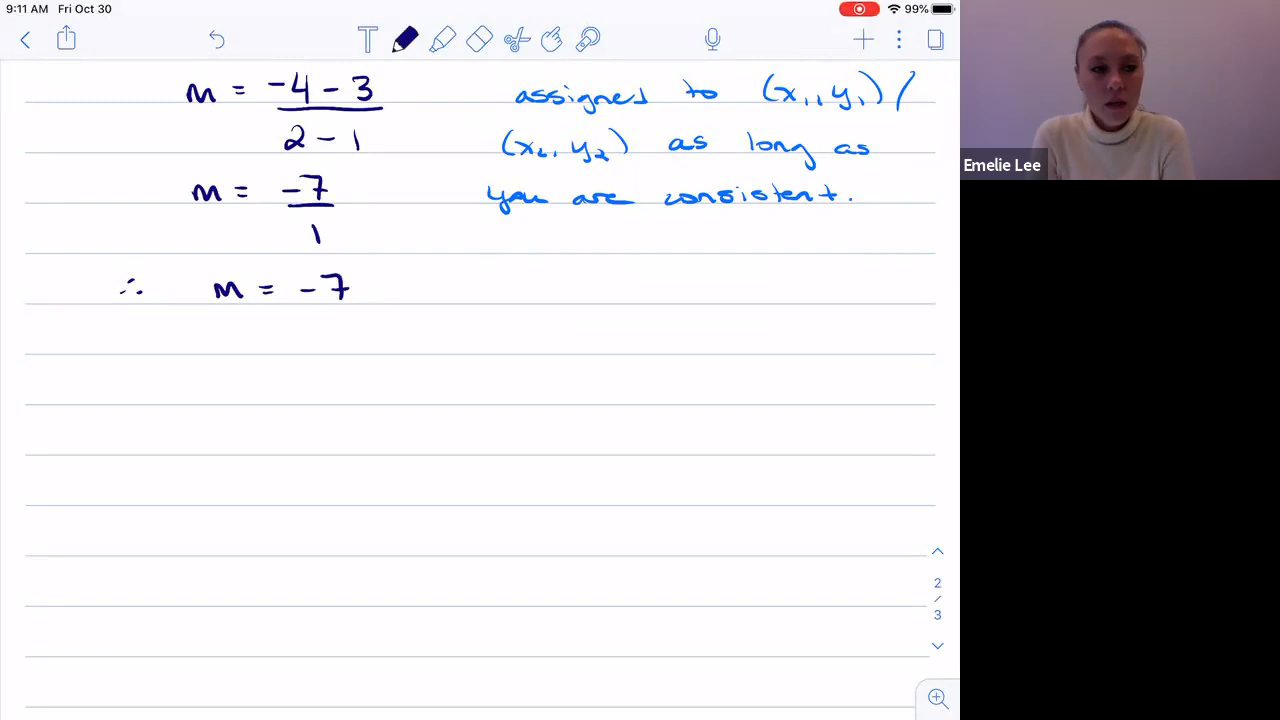 9:11 AM Fri Oct 30
99%
T
m = -4 - 3
2 - 1
m = -7
1
∴ m = -7
assigned to (x₁, y₁) /
(x₂, y₂) as long as
you are consistent.
2
/
3
Emelie Lee